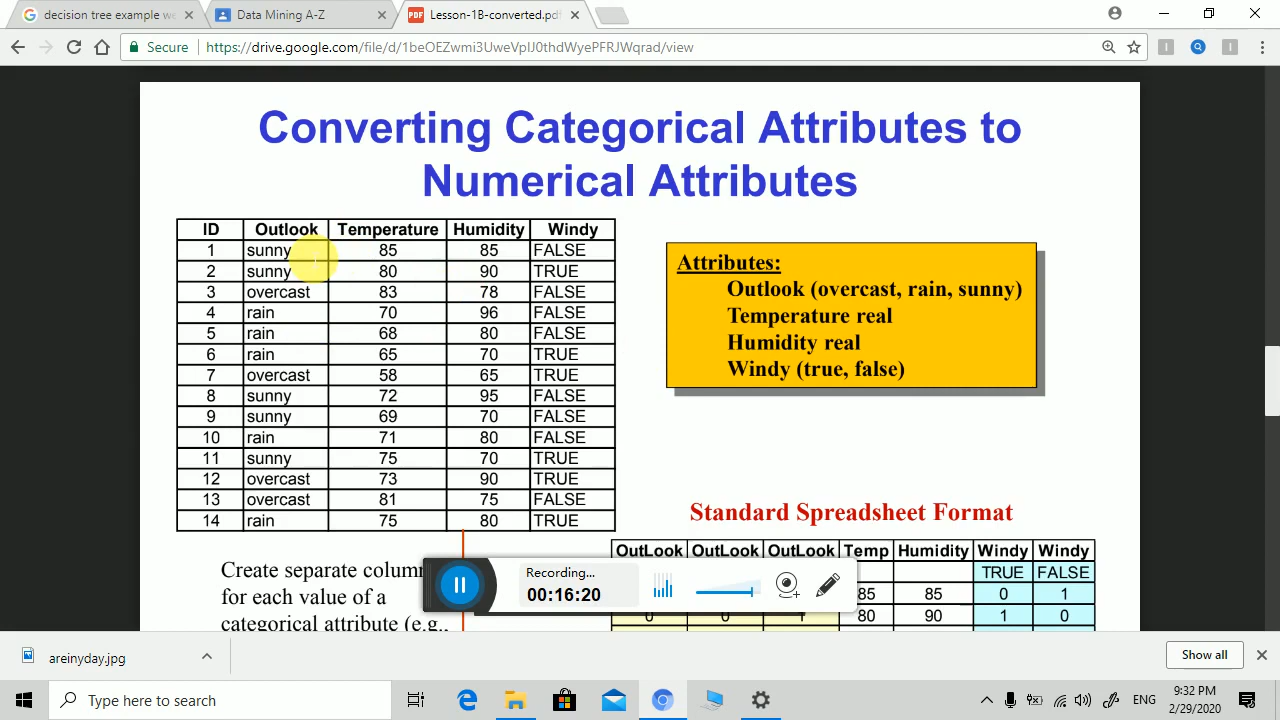 decision tree example we
Data Mining A-Z
PDF
Lesson-1B-converted.pdf
Secure
Converting Categorical Attributes to
Numerical Attributes
ID Outlook Temperature Humidity Windy
1 sunny 85 85 FALSE
2 sunny 80 90 TRUE
3 overcast 83 78 FALSE
4 rain 70 96 FALSE
5 rain 68 80 FALSE
6 rain 65 70 TRUE
7 overcast 58 65 TRUE
8 sunny 72 95 FALSE
9 sunny 69 70 FALSE
10 rain 71 80 FALSE
11 sunny 75 70 TRUE
12 overcast 73 90 TRUE
13 overcast 81 75 FALSE
14 rain 75 80 TRUE
Attributes:
Outlook (overcast, rain, sunny)
Temperature real
Humidity real
Windy (true, false)
Standard Spreadsheet Format
OutLook OutLook OutLook Temp Humidity Windy Windy
TRUE FALSE
85 85 0 1
0 0 1 80 90 1 0
Create separate colum
for each value of a
categorical attribute (e.g.,
Recording...
00:16:20
areinyday.jpg
Show all
Type here to search
ENG
9:32 PM
2/29/2020